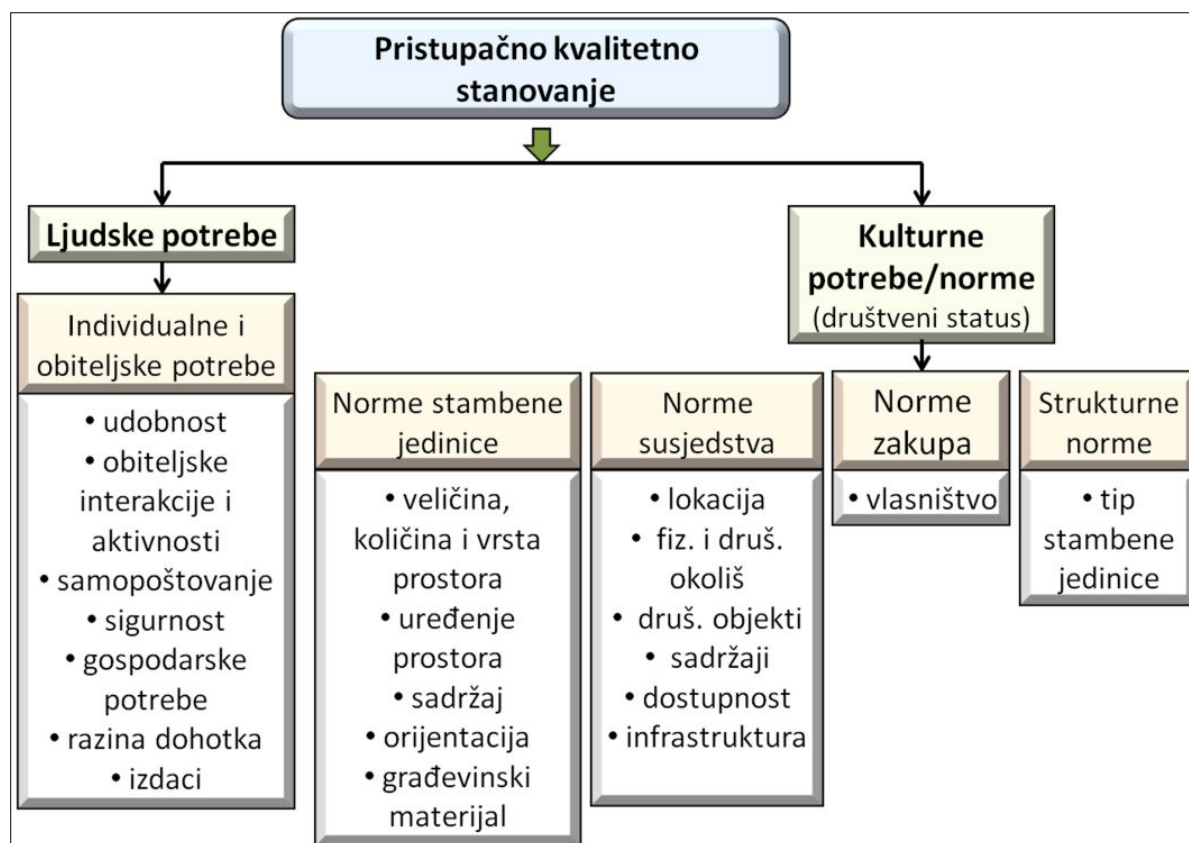 Pristupačno kvalitetno
stanovanje
Ljudske potrebe
Kulturne
potrebe/norme
(društveni status)
Individualne i
obiteljske potrebe
• udobnost
• obiteljske
interakcije i
aktivnosti
• samopoštovanje
• sigurnost
• gospodarske
potrebe
• razina dohotka
• izdaci
Norme stambene
jedinice
• veličina,
količina i vrsta
prostora
• uređenje
prostora
• sadržaj
• orijentacija
• građevinski
materijal
Norme
susjedstva
• lokacija
• fiz. i druš.
okoliš
• druš. objekti
• sadržaji
• dostupnost
• infrastruktura
Norme
zakupa
• vlasništvo
Strukturne
norme
• tip
stambene
jedinice